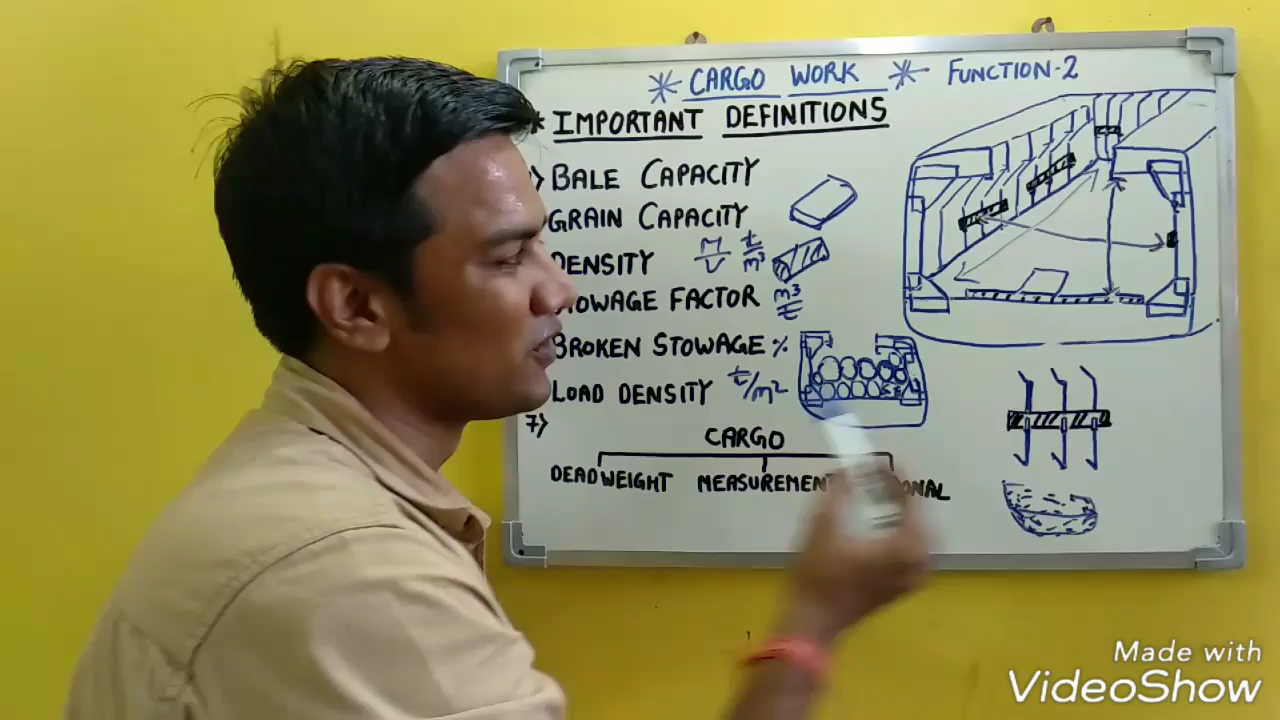 * CARGO WORK * FUNCTION-2
* IMPORTANT DEFINITIONS
BALE CAPACITY
GRAIN CAPACITY
DENSITY M/V t/m³
FACTOR m³/t
BROKEN STOWAGE %
LOAD DENSITY t/m²
7)
CARGO
DEADWEIGHT MEASUREMENT
Made with
VideoShow